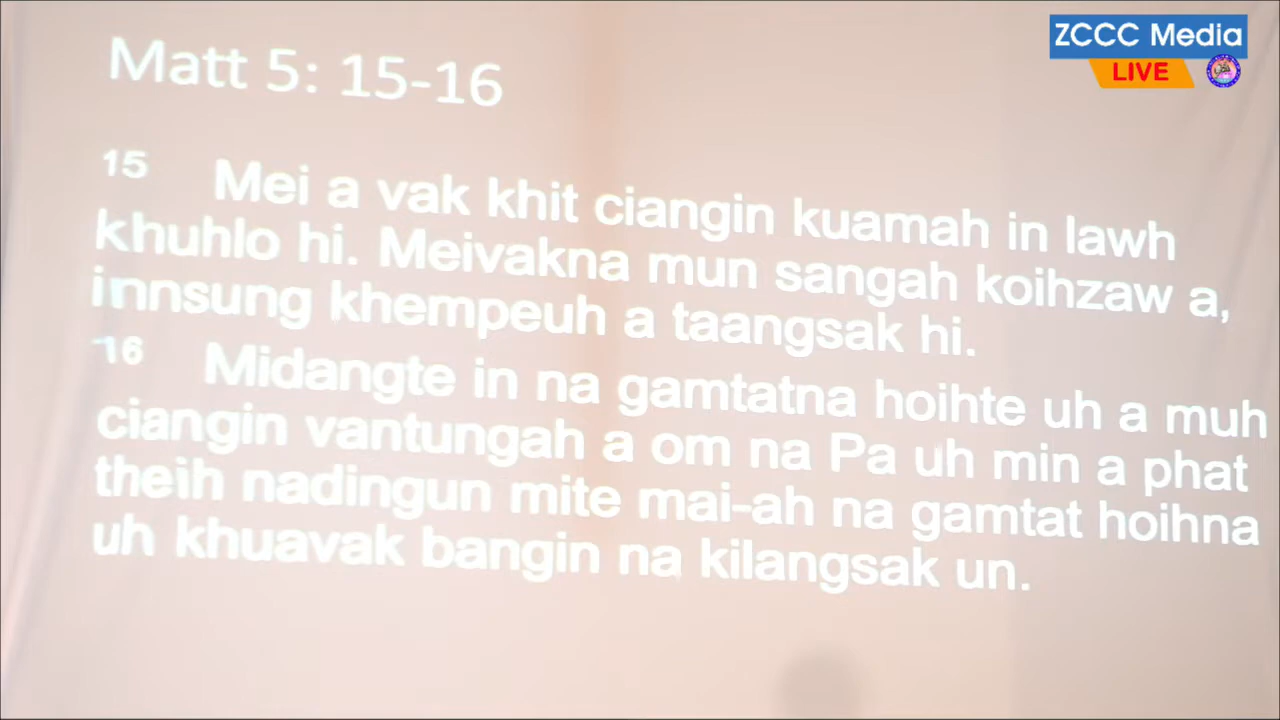 ZCCC Media
LIVE
Matt 5: 15-16
15 Mei a vak khit ciangin kuamah in lawh
khuhlo hi. Meivakna mun sangah koihzaw a,
innsung khempeuh a taangsak hi.
16 Midangte in na gamtatna hoihte uh a muh
ciangin vantungah a om na Pa uh min a phat
theih nadingun mite mai-ah na gamtat hoihna
uh khuavak bangin na kilangsak un.